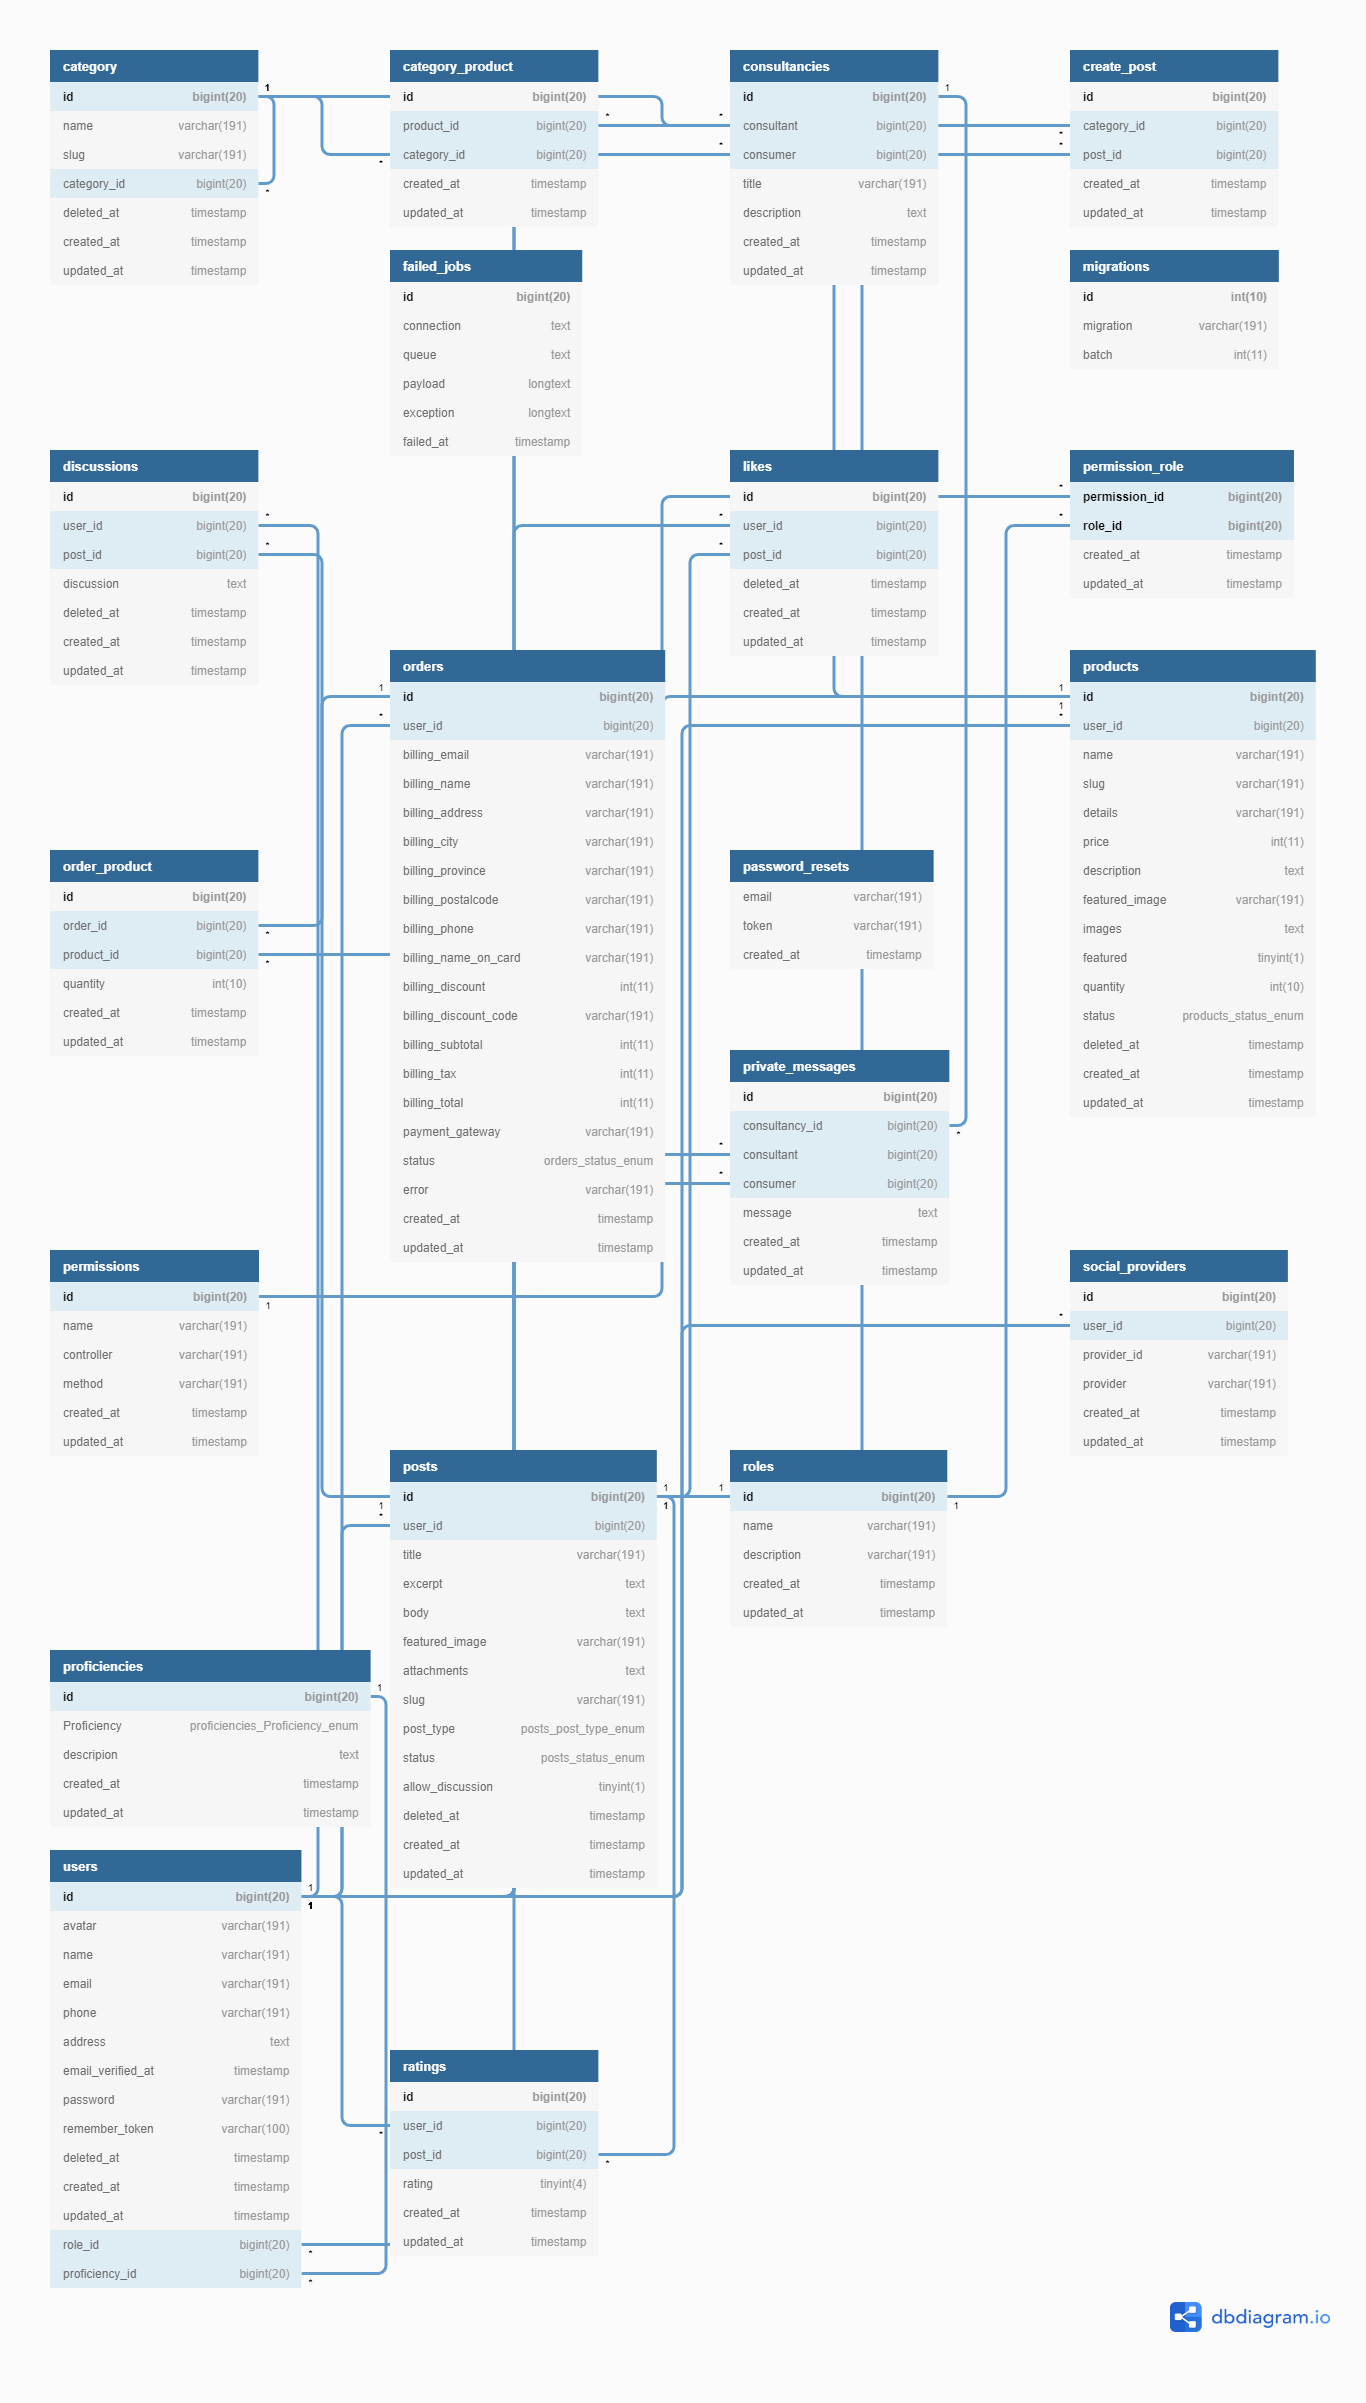 category
id bigint(20)
name varchar(191)
slug varchar(191)
category_id bigint(20)
deleted_at timestamp
created_at timestamp
updated_at timestamp
1
*
category_product
id bigint(20)
product_id bigint(20)
category_id bigint(20)
created_at timestamp
updated_at timestamp
*
*
consultancies
id bigint(20)
consultant bigint(20)
consumer bigint(20)
title varchar(191)
description text
created_at timestamp
updated_at timestamp
1
*
*
create_post
id bigint(20)
category_id bigint(20)
post_id bigint(20)
created_at timestamp
updated_at timestamp
*
*
failed_jobs
id bigint(20)
connection text
queue text
payload longtext
exception longtext
failed_at timestamp
migrations
id int(10)
migration varchar(191)
batch int(11)
discussions
id bigint(20)
user_id bigint(20)
post_id bigint(20)
discussion text
deleted_at timestamp
created_at timestamp
updated_at timestamp
*
*
likes
id bigint(20)
user_id bigint(20)
post_id bigint(20)
deleted_at timestamp
created_at timestamp
updated_at timestamp
*
*
permission_role
permission_id bigint(20)
role_id bigint(20)
created_at timestamp
updated_at timestamp
*
*
orders
id bigint(20)
user_id bigint(20)
billing_email varchar(191)
billing_name varchar(191)
billing_address varchar(191)
billing_city varchar(191)
billing_province varchar(191)
billing_postalcode varchar(191)
billing_phone varchar(191)
billing_name_on_card varchar(191)
billing_discount int(11)
billing_discount_code varchar(191)
billing_subtotal int(11)
billing_tax int(11)
billing_total int(11)
payment_gateway varchar(191)
status orders_status_enum
error varchar(191)
created_at timestamp
updated_at timestamp
1
*
products
id bigint(20)
user_id bigint(20)
name varchar(191)
slug varchar(191)
details varchar(191)
price int(11)
description text
featured_image varchar(191)
images text
featured tinyint(1)
quantity int(10)
status products_status_enum
deleted_at timestamp
created_at timestamp
updated_at timestamp
1
1
*
order_product
id bigint(20)
order_id bigint(20)
product_id bigint(20)
quantity int(10)
created_at timestamp
updated_at timestamp
*
*
password_resets
email varchar(191)
token varchar(191)
created_at timestamp
private_messages
id bigint(20)
consultancy_id bigint(20)
consultant bigint(20)
consumer bigint(20)
message text
created_at timestamp
updated_at timestamp
*
*
*
permissions
id bigint(20)
name varchar(191)
controller varchar(191)
method varchar(191)
created_at timestamp
updated_at timestamp
1
social_providers
id bigint(20)
user_id bigint(20)
provider_id varchar(191)
provider varchar(191)
created_at timestamp
updated_at timestamp
*
posts
id bigint(20)
user_id bigint(20)
title varchar(191)
excerpt text
body text
featured_image varchar(191)
attachments text
slug varchar(191)
post_type posts_post_type_enum
status posts_status_enum
allow_discussion tinyint(1)
deleted_at timestamp
created_at timestamp
updated_at timestamp
1
*
1
1
roles
id bigint(20)
name varchar(191)
description varchar(191)
created_at timestamp
updated_at timestamp
1
1
proficiencies
id bigint(20)
Proficiency proficiencies_Proficiency_enum
descripion text
created_at timestamp
updated_at timestamp
1
users
id bigint(20)
avatar varchar(191)
name varchar(191)
email varchar(191)
phone varchar(191)
address text
email_verified_at timestamp
password varchar(191)
remember_token varchar(100)
deleted_at timestamp
created_at timestamp
updated_at timestamp
role_id bigint(20)
proficiency_id bigint(20)
1
1
*
*
ratings
id bigint(20)
user_id bigint(20)
post_id bigint(20)
rating tinyint(4)
created_at timestamp
updated_at timestamp
*
*
dbdiagram.io